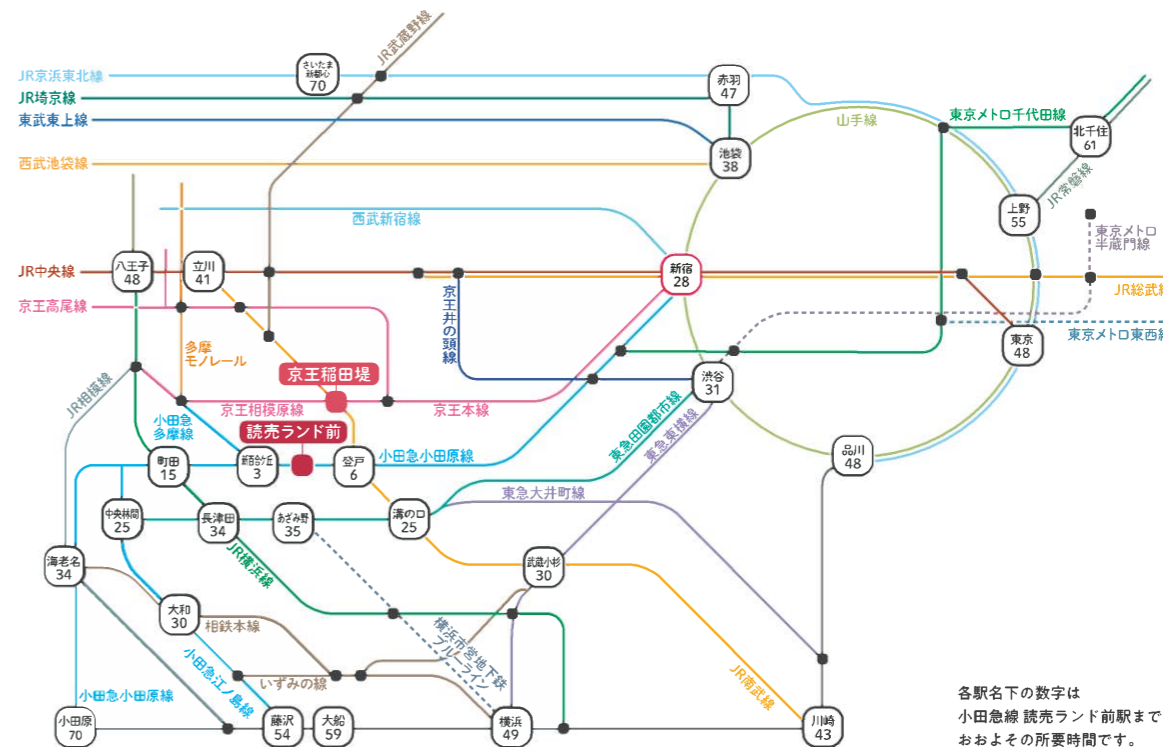 JR武蔵野線
JR京浜東北線
さいたま
新都心
70
赤羽
47
JR埼京線
東武東上線
山手線
東京メトロ千代田線
北千住
61
西武池袋線
池袋
38
JR常磐線
西武新宿線
上野
55
東京メトロ
半蔵門線
JR中央線
八王子
48
立川
41
新宿
28
JR総武線
京王高尾線
京王井の頭線
東京メトロ東西線
多摩
モノレール
東京
48
京王稲田堤
渋谷
31
JR相模線
京王相模原線
京王本線
小田急
多摩線
読売ランド前
東急田園都市線
東急東横線
町田
15
新百合ケ丘
3
登戸
6
小田急小田原線
品川
48
東急大井町線
中央林間
25
長津田
34
あざみ野
35
溝の口
25
海老名
34
JR横浜線
武蔵小杉
30
大和
30
相鉄本線
横浜市営地下鉄
ブルーライン
小田急江ノ島線
いずみの線
JR南武線
小田急小田原線
小田原
70
藤沢
54
大船
59
横浜
49
川崎
43
各駅名下の数字は
小田急線 読売ランド前駅まで
おおよその所要時間です。